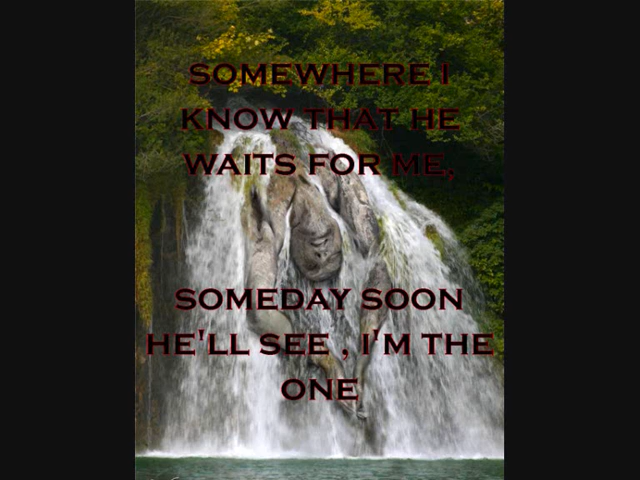 SOMEWHERE I
KNOW THAT HE
WAITS FOR ME,
SOMEDAY SOON
HE'LL SEE , I'M THE
ONE